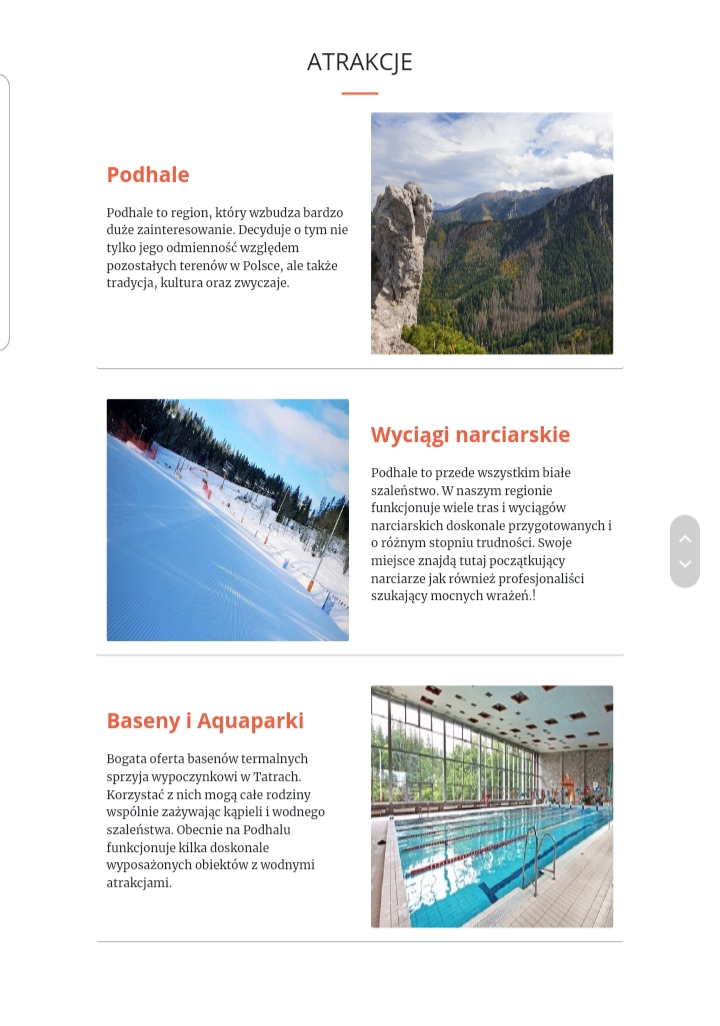 ATRAKCJE
Podhale
Podhale to region, który wzbudza bardzo
duże zainteresowanie. Decyduje o tym nie
tylko jego odmienność względem
pozostałych terenów w Polsce, ale także
tradycja, kultura oraz zwyczaje.
Wyciągi narciarskie
Podhale to przede wszystkim białe
szaleństwo. W naszym regionie
funkcjonuje wiele tras i wyciągów
narciarskich doskonale przygotowanych i
o różnym stopniu trudności. Swoje
miejsce znajdą tutaj początkujący
narciarze jak również profesjonaliści
szukający mocnych wrażeń.!
Baseny i Aquaparki
Bogata oferta basenów termalnych
sprzyja wypoczynkowi w Tatrach.
Korzystać z nich mogą całe rodziny
wspólnie zażywając kąpieli i wodnego
szaleństwa. Obecnie na Podhalu
funkcjonuje kilka doskonale
wyposażonych obiektów z wodnymi
atrakcjami.